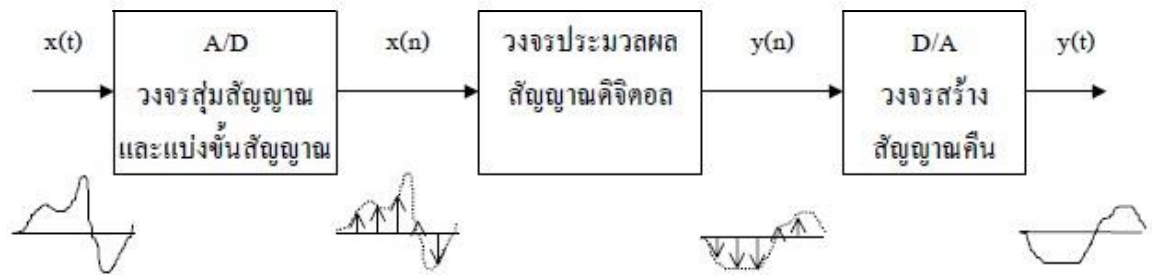 x(t)
A/D
วงจรสุ่มสัญญาณ
และแบ่งขั้นสัญญาณ
x(n)
วงจรประมวลผล
สัญญาณดิจิตอล
y(n)
D/A
วงจรสร้าง
สัญญาณคืน
y(t)